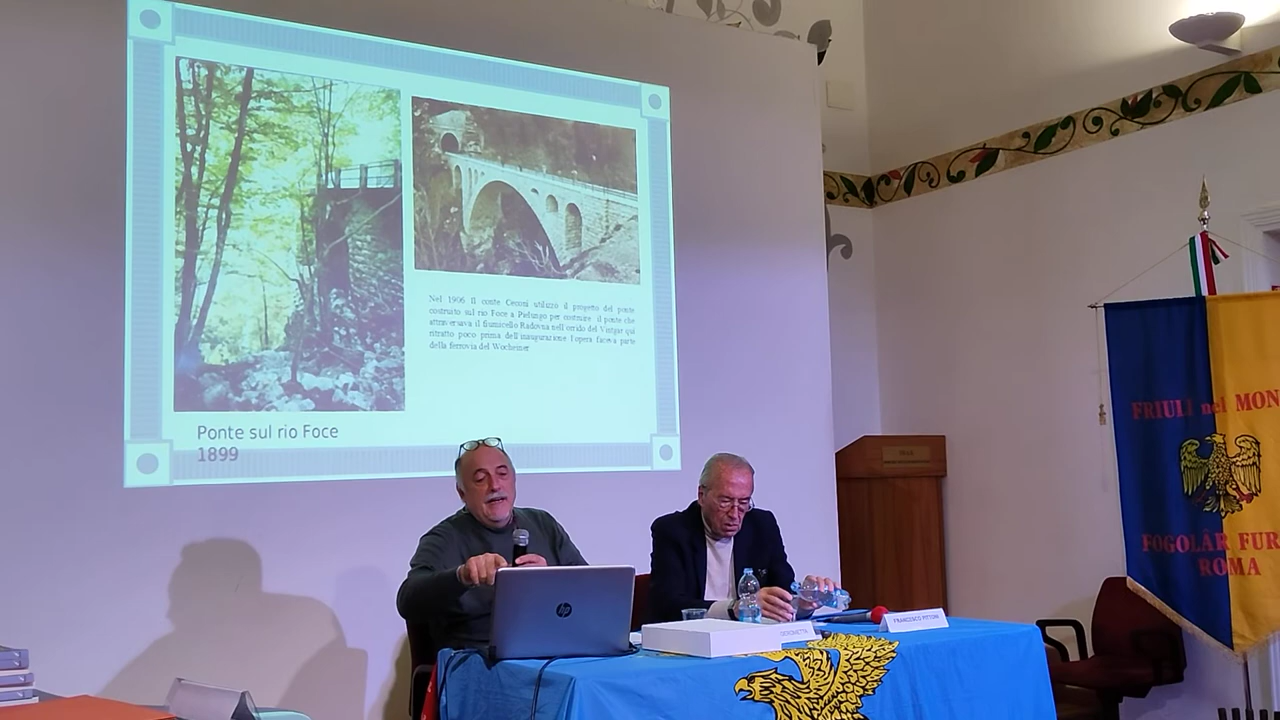 Nel 1906 Il conte Ceconi utilizzò il progetto del ponte
costruito sul rio Foce a Pielungo per costruire il ponte che
attraversava il fiumicello Radovna nell'orrido del Vintgar qui
ritratto poco prima dell'inaugurazione l'opera faceva parte
della ferrovia del Wocheiner
Ponte sul rio Foce
1899
hp
FRANCESCO PITTONI
FRIULI nel MON
FOGOLÂR FUR
ROMA